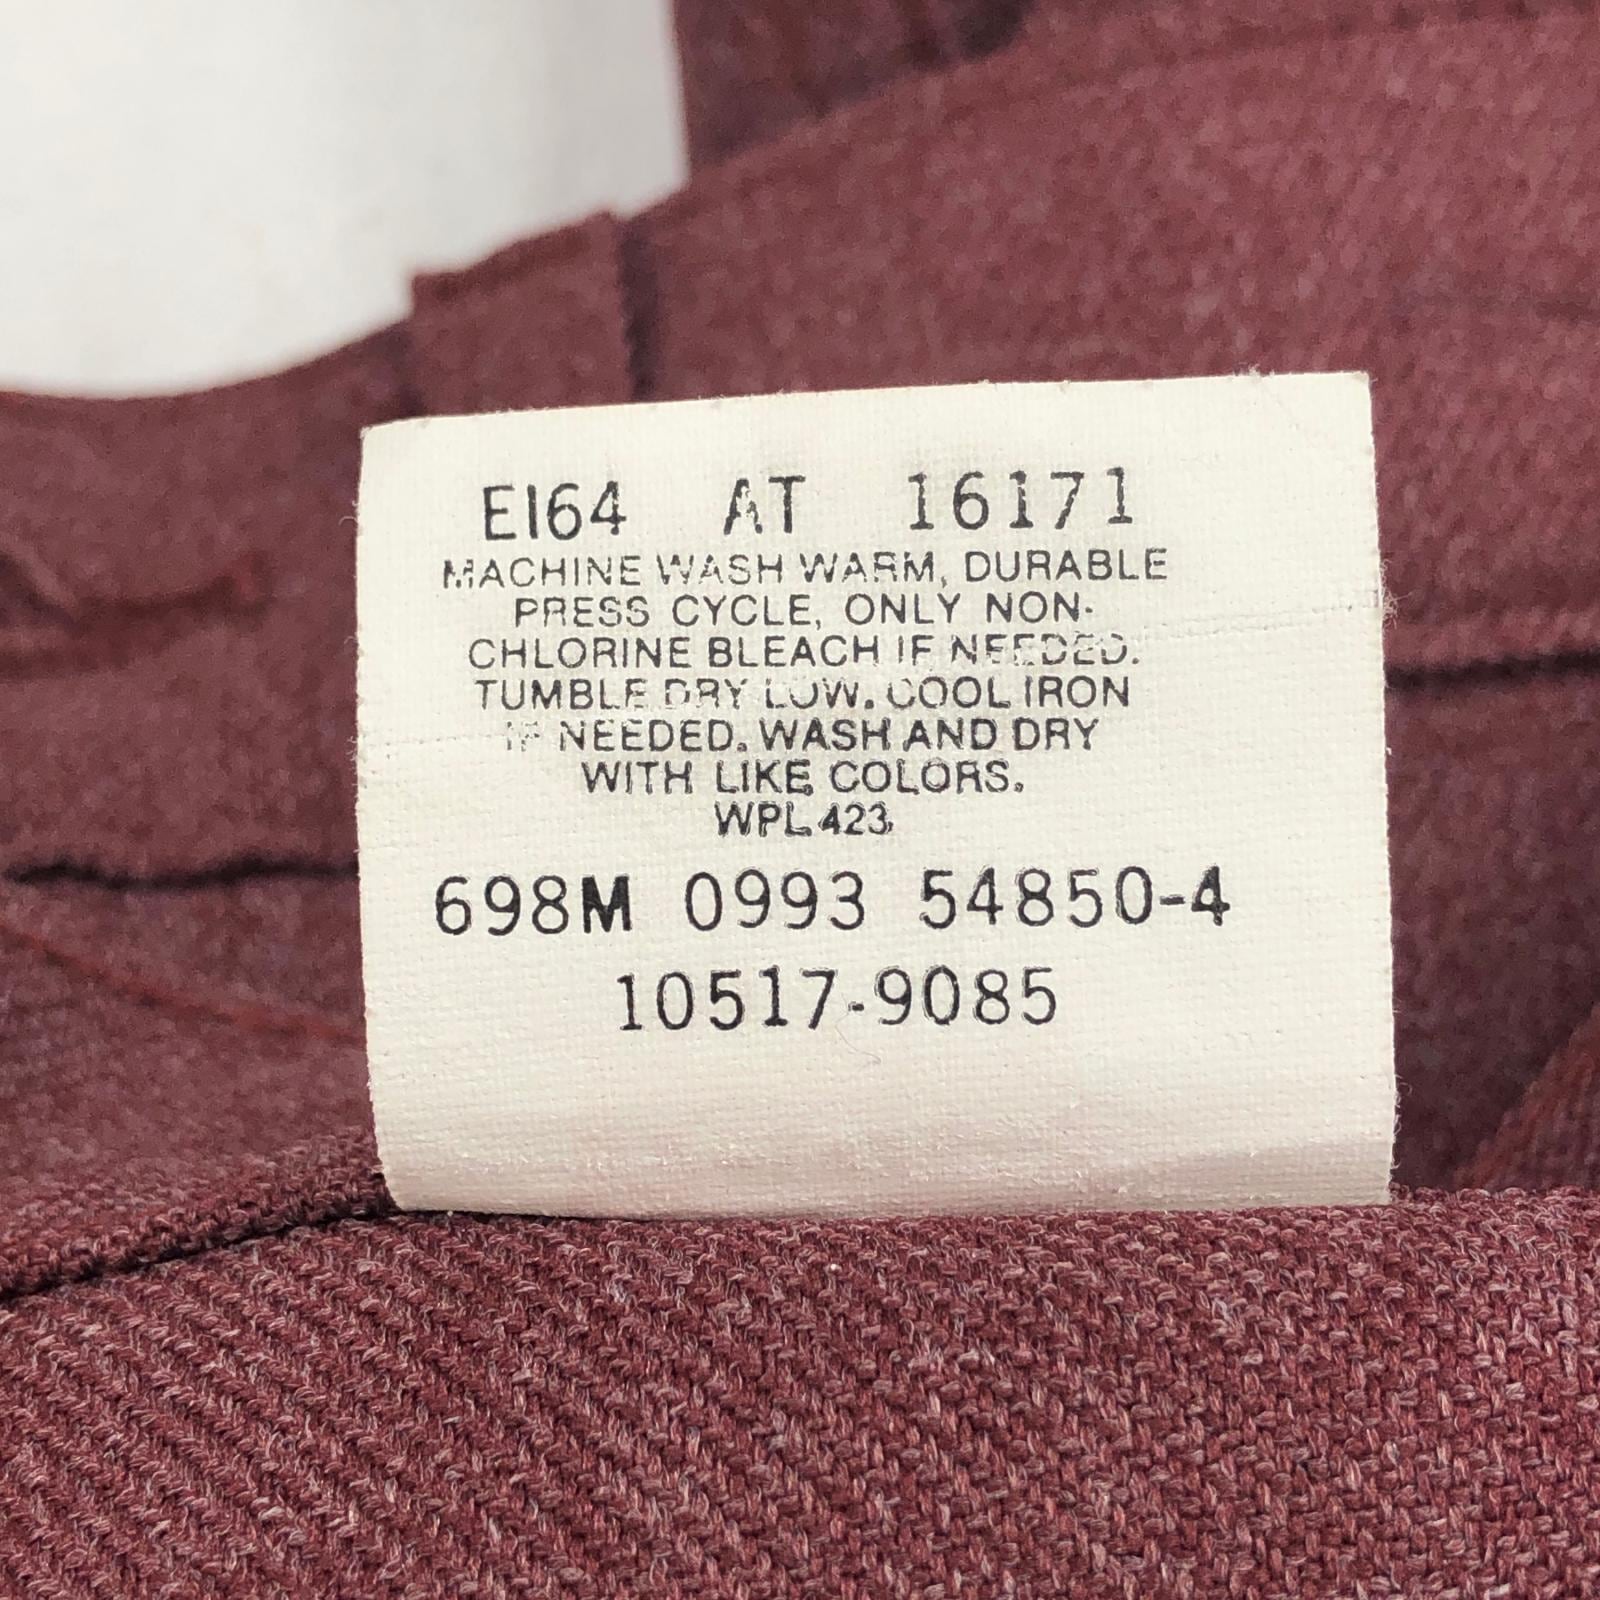 E164 AT 16171
MACHINE WASH WARM, DURABLE
PRESS CYCLE, ONLY NON-
CHLORINE BLEACH IF NEEDED.
TUMBLE DRY LOW. COOL IRON
IF NEEDED. WASH AND DRY
WITH LIKE COLORS.
WPL 423
698M 0993 54850-4
10517-9085